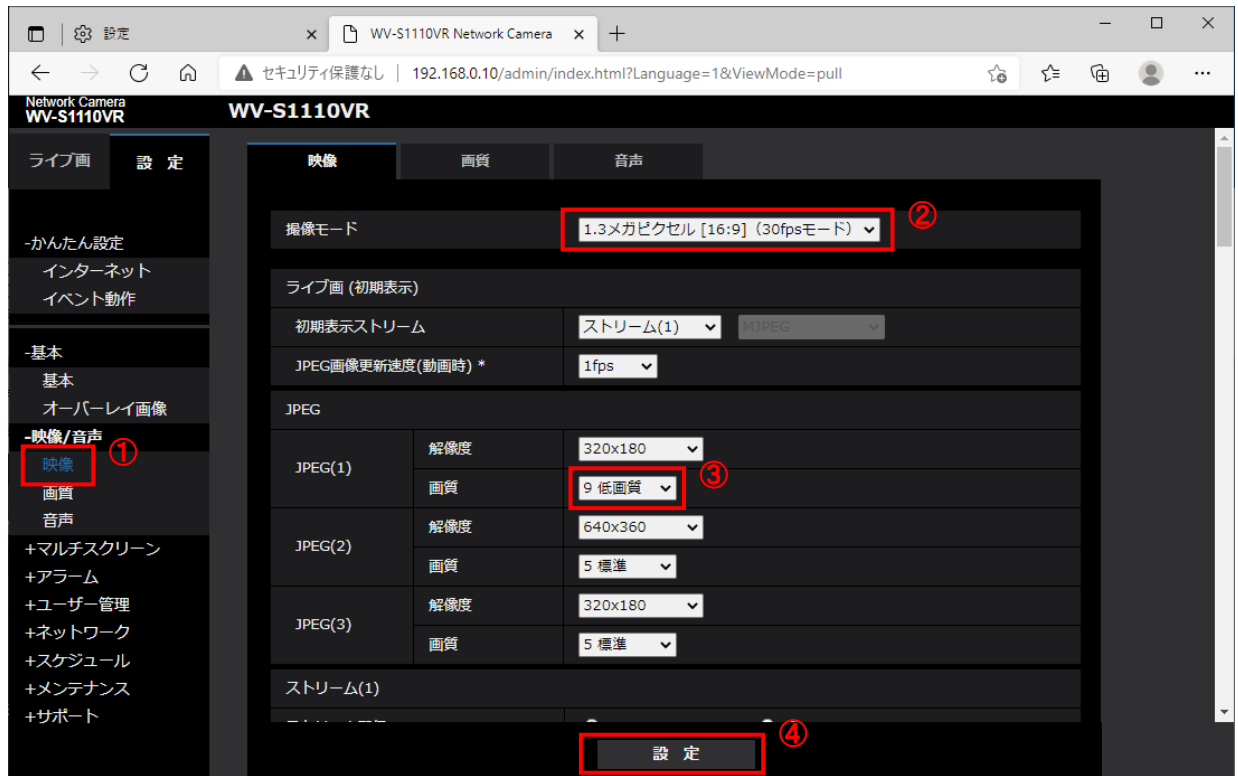 設定
WV-S1110VR Network Camera
セキュリティ保護なし | 192.168.0.10/admin/index.html?Language=1&ViewMode=pull
Network Camera
WV-S1110VR
WV-S1110VR
ライブ画
設 定
-かんたん設定
インターネット
イベント動作
-基本
基本
オーバーレイ画像
-映像/音声
映像
①
画質
音声
+マルチスクリーン
+アラーム
+ユーザー管理
+ネットワーク
+スケジュール
+メンテナンス
+サポート
映像 画質 音声
撮像モード 1.3メガピクセル [16:9]（30fpsモード） ②
ライブ画 (初期表示)
初期表示ストリーム ストリーム(1) MJPEG
JPEG画像更新速度(動画時) * 1fps
JPEG
JPEG(1)
解像度 320x180
画質 9 低画質 ③
JPEG(2)
解像度 640x360
画質 5 標準
JPEG(3)
解像度 320x180
画質 5 標準
ストリーム(1)
設 定 ④